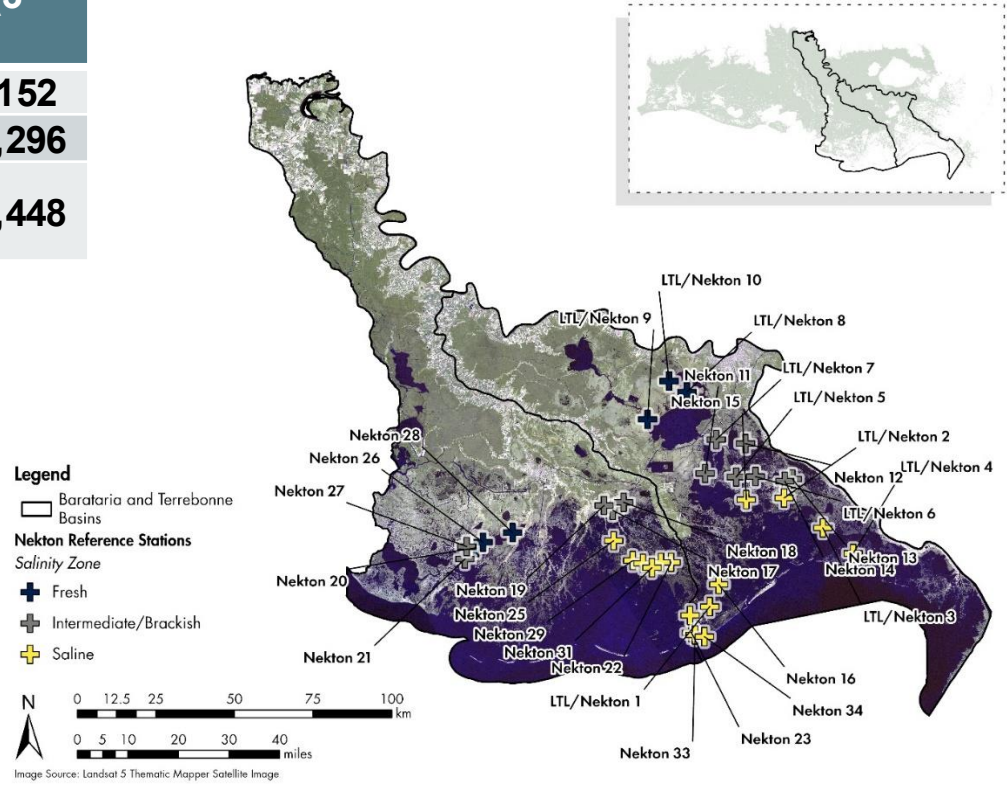 152
,296
,448
LTL/Nekton 10
LTL/Nekton 9
LTL/Nekton 8
LTL/Nekton 7
Nekton 11
Nekton 15
LTL/Nekton 5
LTL/Nekton 2
Nekton 12
LTL/Nekton 4
LTL/Nekton 6
Nekton 13
Nekton 14
LTL/Nekton 3
Nekton 28
Nekton 26
Nekton 27
Nekton 20
Nekton 21
Nekton 19
Nekton 25
Nekton 29
Nekton 31
Nekton 22
LTL/Nekton 1
Nekton 33
Nekton 18
Nekton 17
Nekton 16
Nekton 34
Nekton 23
Legend
Barataria and Terrebonne
Basins
Nekton Reference Stations
Salinity Zone
Fresh
Intermediate/Brackish
Saline
N
0 12.5 25 50 75 100
km
0 5 10 20 30 40
miles
Image Source: Landsat 5 Thematic Mapper Satellite Image